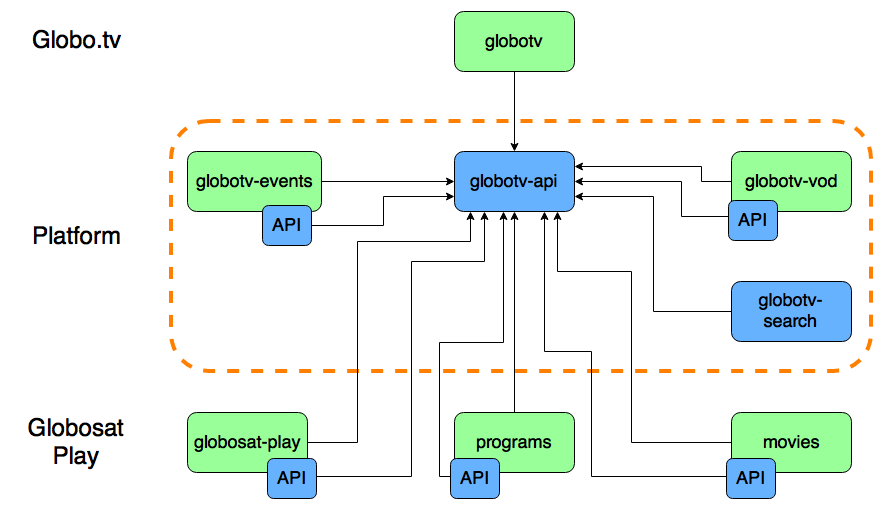 Globo.tv
globotv
globotv-events
globotv-api
globotv-vod
API
API
Platform
globotv-
search
Globosat
Play
globosat-play
programs
movies
API
API
API